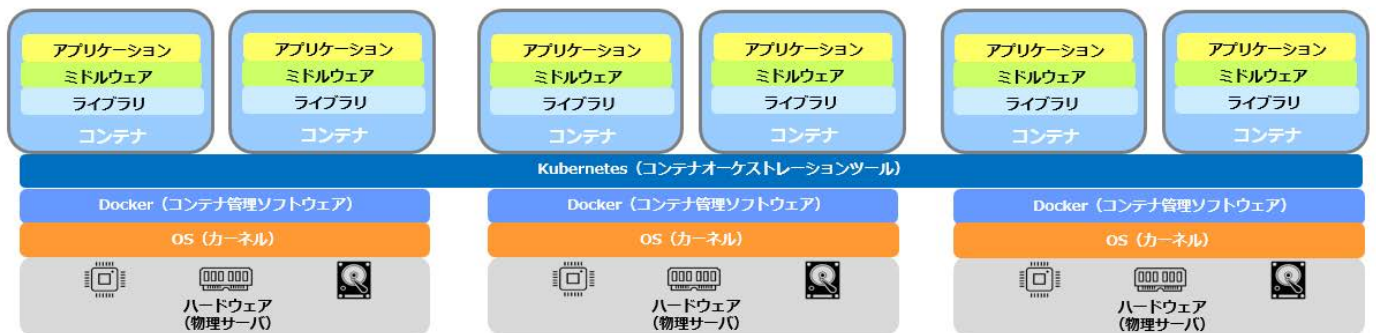 アプリケーション
ミドルウェア
ライブラリ
コンテナ
アプリケーション
ミドルウェア
ライブラリ
コンテナ
アプリケーション
ミドルウェア
ライブラリ
コンテナ
アプリケーション
ミドルウェア
ライブラリ
コンテナ
アプリケーション
ミドルウェア
ライブラリ
コンテナ
アプリケーション
ミドルウェア
ライブラリ
コンテナ
Kubernetes（コンテナオーケストレーションツール）
Docker（コンテナ管理ソフトウェア）
OS（カーネル）
ハードウェア
（物理サーバ）
Docker（コンテナ管理ソフトウェア）
OS（カーネル）
ハードウェア
（物理サーバ）
Docker（コンテナ管理ソフトウェア）
OS（カーネル）
ハードウェア
（物理サーバ）